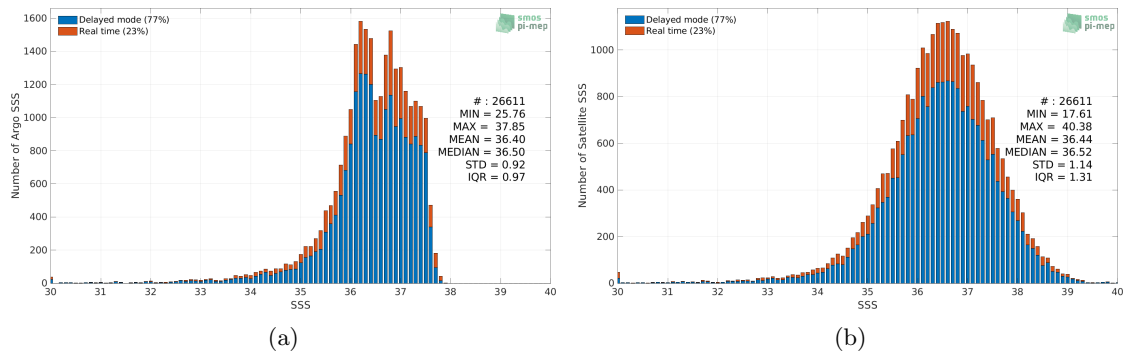 Delayed mode (77%)
Real time (23%)
smos
pi-mep
# : 26611
MIN = 25.76
MAX = 37.85
MEAN = 36.40
MEDIAN = 36.50
STD = 0.92
IQR = 0.97
Number of Argo SSS
1600
1400
1200
1000
800
600
400
200
0
30 31 32 33 34 35 36 37 38 39 40
SSS
(a)
Delayed mode (77%)
Real time (23%)
smos
pi-mep
# : 26611
MIN = 17.61
MAX = 40.38
MEAN = 36.44
MEDIAN = 36.52
STD = 1.14
IQR = 1.31
Number of Satellite SSS
1000
800
600
400
200
0
30 31 32 33 34 35 36 37 38 39 40
SSS
(b)